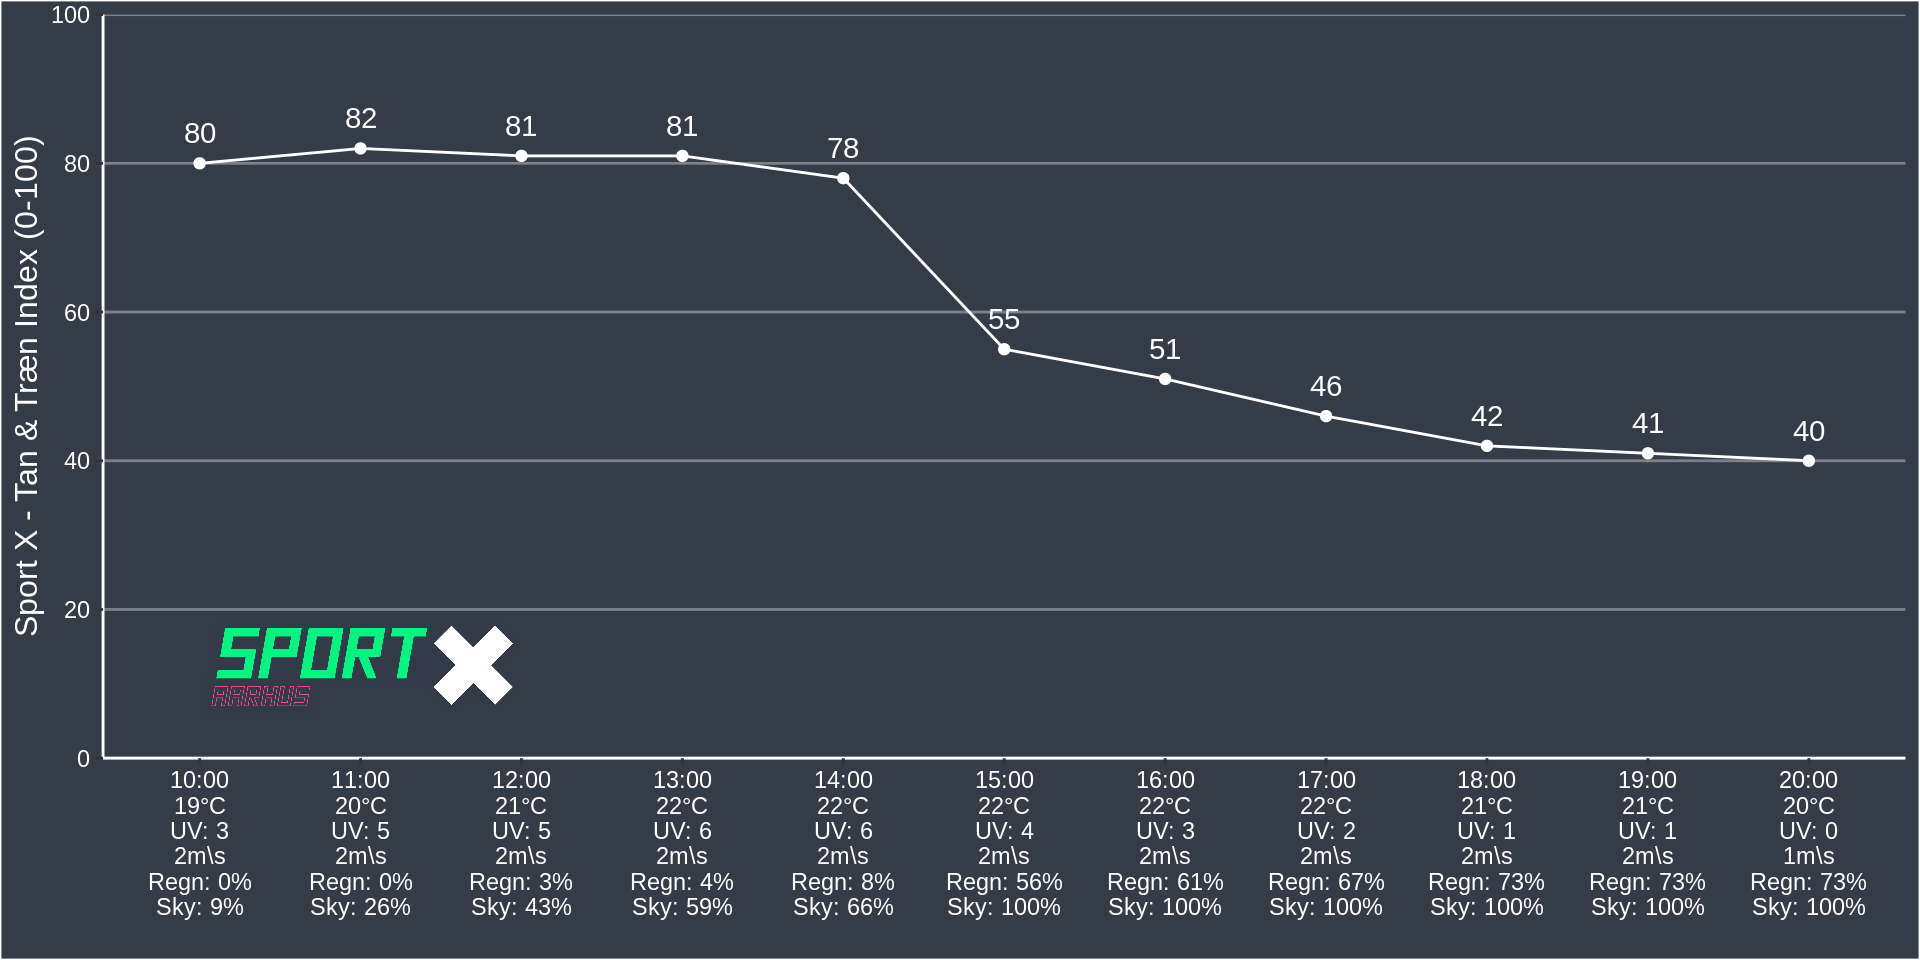 Sport X - Tan & Træn Index (0-100)
100
80
60
40
20
0
80
82
81
81
78
55
51
46
42
41
40
SPORT X
AARHUS
10:00 11:00 12:00 13:00 14:00 15:00 16:00 17:00 18:00 19:00 20:00
19°C 20°C 21°C 22°C 22°C 22°C 22°C 22°C 21°C 21°C 20°C
UV: 3 UV: 5 UV: 5 UV: 6 UV: 6 UV: 4 UV: 3 UV: 2 UV: 1 UV: 1 UV: 0
2m\s 2m\s 2m\s 2m\s 2m\s 2m\s 2m\s 2m\s 2m\s 2m\s 1m\s
Regn: 0% Regn: 0% Regn: 3% Regn: 4% Regn: 8% Regn: 56% Regn: 61% Regn: 67% Regn: 73% Regn: 73% Regn: 73%
Sky: 9% Sky: 26% Sky: 43% Sky: 59% Sky: 66% Sky: 100% Sky: 100% Sky: 100% Sky: 100% Sky: 100% Sky: 100%